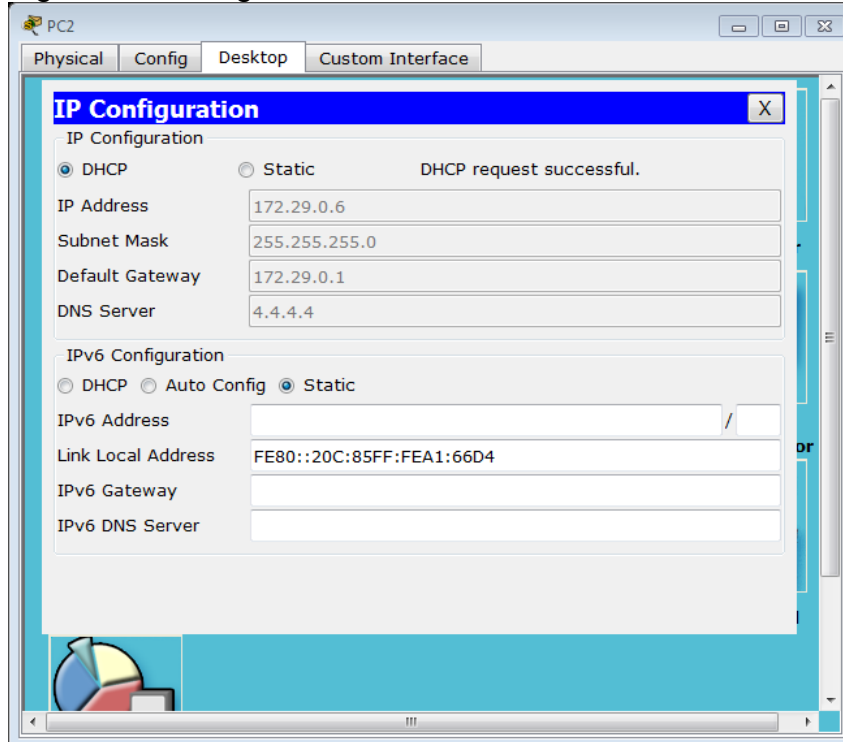 PC2
Physical Config Desktop Custom Interface
IP Configuration X
IP Configuration
DHCP Static DHCP request successful.
IP Address 172.29.0.6
Subnet Mask 255.255.255.0
Default Gateway 172.29.0.1
DNS Server 4.4.4.4
IPv6 Configuration
DHCP Auto Config Static
IPv6 Address /
Link Local Address FE80::20C:85FF:FEA1:66D4
IPv6 Gateway
or
IPv6 DNS Server